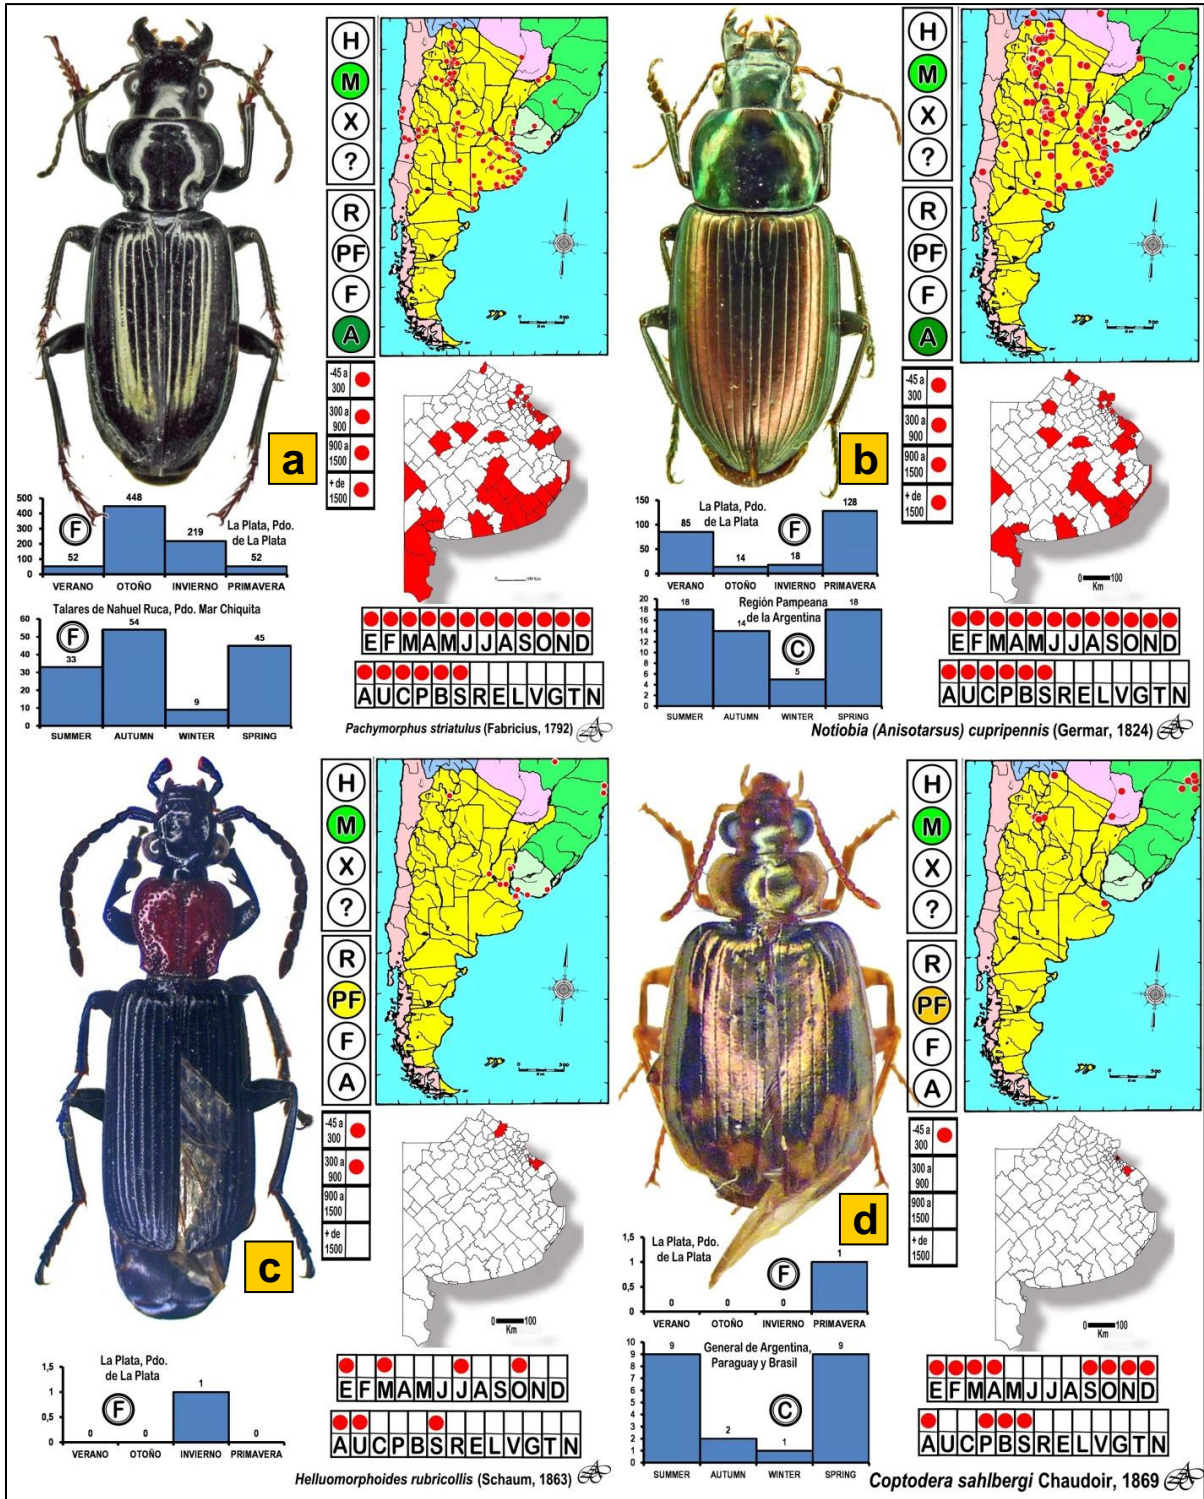 a
H
M
X
?
R
PF
F
A
-45 a 300
300 a 900
900 a 1500
+ de 1500
La Plata, Pdo. de La Plata
F
500
400
300
200
100
0
52
448
219
52
VERANO OTOÑO INVIERNO PRIMAVERA
Talares de Nahuel Ruca, Pdo. Mar Chiquita
F
60
50
40
30
20
10
0
33
54
9
45
SUMMER AUTUMN WINTER SPRING
E F M A M J J A S O N D
A U C P B S R E L V G T N
Pachymorphus striatulus (Fabricius, 1792)
b
H
M
X
?
R
PF
F
A
-45 a 300
300 a 900
900 a 1500
+ de 1500
La Plata, Pdo. de La Plata
F
150
100
50
0
85
14
18
128
VERANO OTOÑO INVIERNO PRIMAVERA
Región Pampeana de la Argentina
C
20
18
16
14
12
10
8
6
4
2
0
18
14
5
18
SUMMER AUTUMN WINTER SPRING
0 100
Km
E F M A M J J A S O N D
A U C P B S R E L V G T N
Notiobia (Anisotarsus) cupripennis (Germar, 1824)
c
H
M
X
?
R
PF
F
A
-45 a 300
300 a 900
900 a 1500
+ de 1500
La Plata, Pdo. de La Plata
F
1,5
1
0,5
0
0
0
1
0
VERANO OTOÑO INVIERNO PRIMAVERA
0 100
Km
E F M A M J J A S O N D
A U C P B S R E L V G T N
Helluomorphoides rubricollis (Schaum, 1863)
d
H
M
X
?
R
PF
F
A
-45 a 300
300 a 900
900 a 1500
+ de 1500
La Plata, Pdo. de La Plata
F
1,5
1
0,5
0
0
0
0
1
VERANO OTOÑO INVIERNO PRIMAVERA
General de Argentina, Paraguay y Brasil
C
10
9
8
7
6
5
4
3
2
1
0
9
2
1
9
SUMMER AUTUMN WINTER SPRING
0 100
Km
E F M A M J J A S O N D
A U C P B S R E L V G T N
Coptodera sahlbergi Chaudoir, 1869